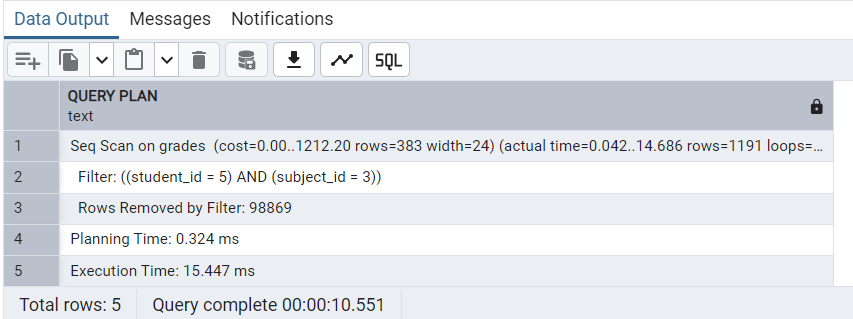 Data Output Messages Notifications
SQL
QUERY PLAN
text
1 Seq Scan on grades (cost=0.00..1212.20 rows=383 width=24) (actual time=0.042..14.686 rows=1191 loops=...
2 Filter: ((student_id = 5) AND (subject_id = 3))
3 Rows Removed by Filter: 98869
4 Planning Time: 0.324 ms
5 Execution Time: 15.447 ms
Total rows: 5 Query complete 00:00:10.551